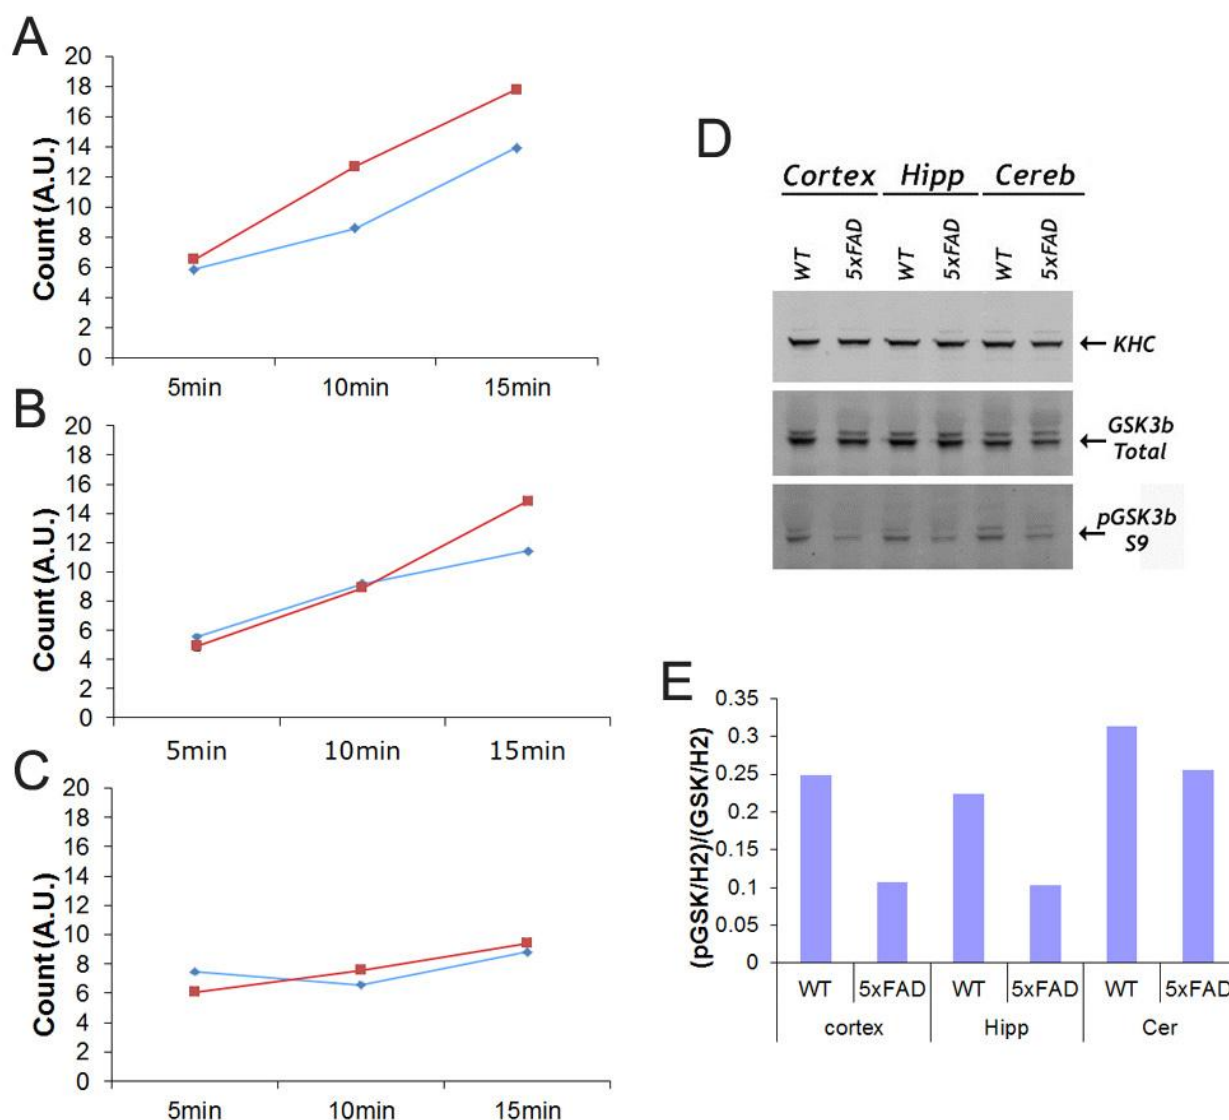 A
20
18
16
14
12
10
8
6
4
2
0
Count (A.U.)
5min 10min 15min
B
20
18
16
14
12
10
8
6
4
2
0
Count (A.U.)
5min 10min 15min
C
20
18
16
14
12
10
8
6
4
2
0
Count (A.U.)
5min 10min 15min
D
Cortex Hipp Cereb
WT 5xFAD WT 5xFAD WT 5xFAD
KHC
GSK3b
Total
pGSK3b
S9
E
0.35
0.3
0.25
0.2
0.15
0.1
0.05
0
(pGSK/H2)/(GSK/H2)
WT 5xFAD WT 5xFAD WT 5xFAD
cortex Hipp Cer